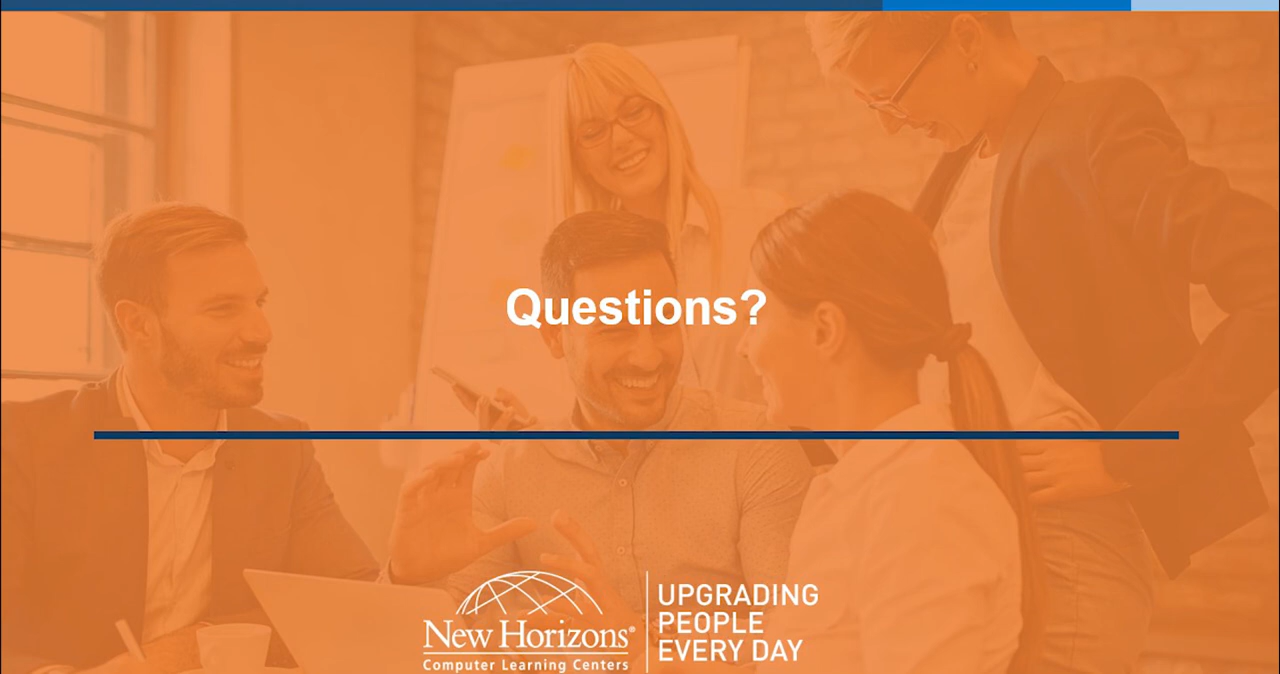 Questions?
New Horizons®
Computer Learning Centers
UPGRADING
PEOPLE
EVERY DAY